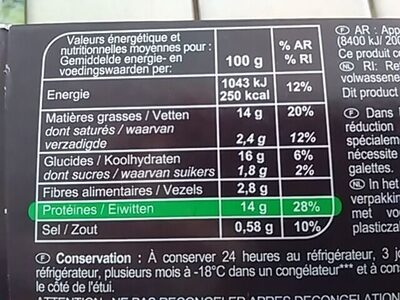 Valeurs énergétique et
nutritionnelles moyennes pour :
Gemiddelde energie- en
voedingswaarden per:
100 g
% AR
% RI
Energie
1043 kJ
250 kcal
12%
Matières grasses / Vetten 14 g 20%
dont saturés / waarvan
verzadigde 2,4 g 12%
Glucides / Koolhydraten 16 g 6%
dont sucres / waarvan suikers 1,8 g 2%
Fibres alimentaires / Vezels 2,8 g
Protéines / Eiwitten 14 g 28%
Sel / Zout 0,58 g 10%
F AR : App
(8400 kJ/ 200
Ce produit c
NL RI: Re
volwassene
Dit product
F Dans
réduction
spécialem
nécessite
galettes.
In het
verpakkin
met vo
plasticza
F Conservation : À conserver 24 heures au réfrigérateur, 3 jo
réfrigérateur, plusieurs mois à -18°C dans un congélateur*** et à cons
le côté de l'étui.
ATTENTION : NE PAS RECONGELER APRES DECONGELATION